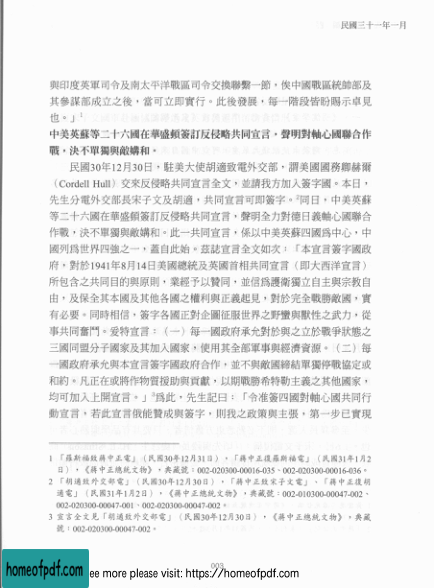 民國三十一年一月
與印度英軍司令及南太平洋戰區司令交換聯繫一節，俟中國戰區統帥部及
其參謀部成立之後，當可立即實行。此後發展，每一階段皆盼賜示卓見
也。」1
中美英蘇等二十六國在華盛頓簽訂反侵略共同宣言，聲明對軸心國聯合作
戰，決不單獨與敵媾和。
民國30年12月30日，駐美大使胡適致電外交部，謂美國國務卿赫爾
（Cordell Hull）交來反侵略共同宣言全文，並請我方加入簽字國。本日，
先生分電外交部長宋子文及胡適，共同宣言可即簽字。2同日，中美英蘇
等二十六國在華盛頓簽訂反侵略共同宣言，聲明全力對德日義軸心國聯合
作戰，決不單獨與敵媾和。此一共同宣言，係以中美英蘇四國為中心，中
國列為世界四強之一，蓋自此始。茲誌宣言全文如次：「本宣言簽字國政
府，對於1941年8月14日美國總統及英國首相共同宣言（即大西洋宣言）
所包含之共同目的與原則，業經予以贊同，並信為護衛獨立自主與宗教自
由，及保全其本國及其他各國之權利與正義起見，對於完全戰勝敵國，實
有必要。同時相信，簽字各國正對企圖征服世界之野蠻與獸性之武力，從
事共同奮鬥。爰特宣言：（一）每一國政府承允對於與之立於戰爭狀態之
三國同盟分子國家及其加入國家，使用其全部軍事與經濟資源。（二）每
一國政府承允與本宣言簽字國政府合作，並不與敵國締結單獨停戰協定或
和約。凡正在或將作物質援助與貢獻，以期戰勝希特勒主義之其他國家，
均可加入上開宣言。」3為此，先生記曰：「令准簽四國對軸心國共同行
動宣言，若此宣言俄能贊成與簽字，則我之政策與主張，第一步已實現
1 「羅斯福致蔣中正電」（民國30年12月31日），「蔣中正復羅斯福電」（民國31年1月2
日），《蔣中正總統文物》，典藏號：002-020300-00016-035、002-020300-00016-036。
2 「胡適致外交部電」（民國30年12月30日），「蔣中正致宋子文電」、「蔣中正復胡
適電」（民國31年1月2日），《蔣中正總統文物》，典藏號：002-010300-00047-002、
002-020300-00047-001、002-020300-00047-002。
3 宣言全文見「胡適致外交部電」（民國30年12月30日），《蔣中正總統文物》，典藏
號：002-020300-00047-002。
003
homeofpdf.com
ee more please visit: https://homeofpdf.com